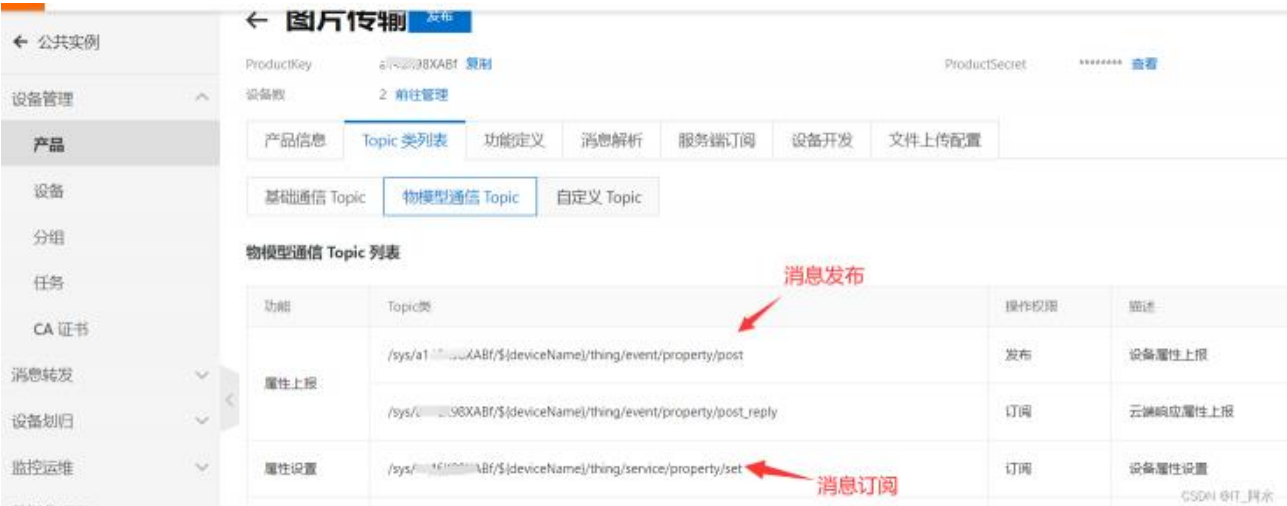 ← 图片传输 发布
← 公共实例
ProductKey 98XABf 复制 ProductSecret ******** 查看
设备管理
设备数 2 前往管理
产品
产品信息 Topic 类列表 功能定义 消息解析 服务端订阅 设备开发 文件上传配置
设备
基础通信 Topic 物模型通信 Topic 自定义 Topic
分组
物模型通信 Topic 列表
任务
消息发布
功能 Topic类 操作权限 描述
CA 证书
/sys/a1 XABf/${deviceName}/thing/event/property/post 发布 设备属性上报
消息转发
属性上报
/sys/ 98XABf/${deviceName}/thing/event/property/post_reply 订阅 云端响应属性上报
设备划归
监控运维
属性设置 /sys/ ABf/${deviceName}/thing/service/property/set 订阅 设备属性设置
消息订阅
CSDN @IT_阿水